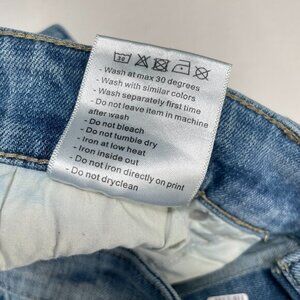 30
- Wash at max 30 degrees
- Wash with similar colors
- Wash separately first time
- Do not leave item in machine
after wash
- Do not bleach
- Do not tumble dry
- Iron at low heat
- Iron inside out
- Do not iron directly on print
- Do not dryclean